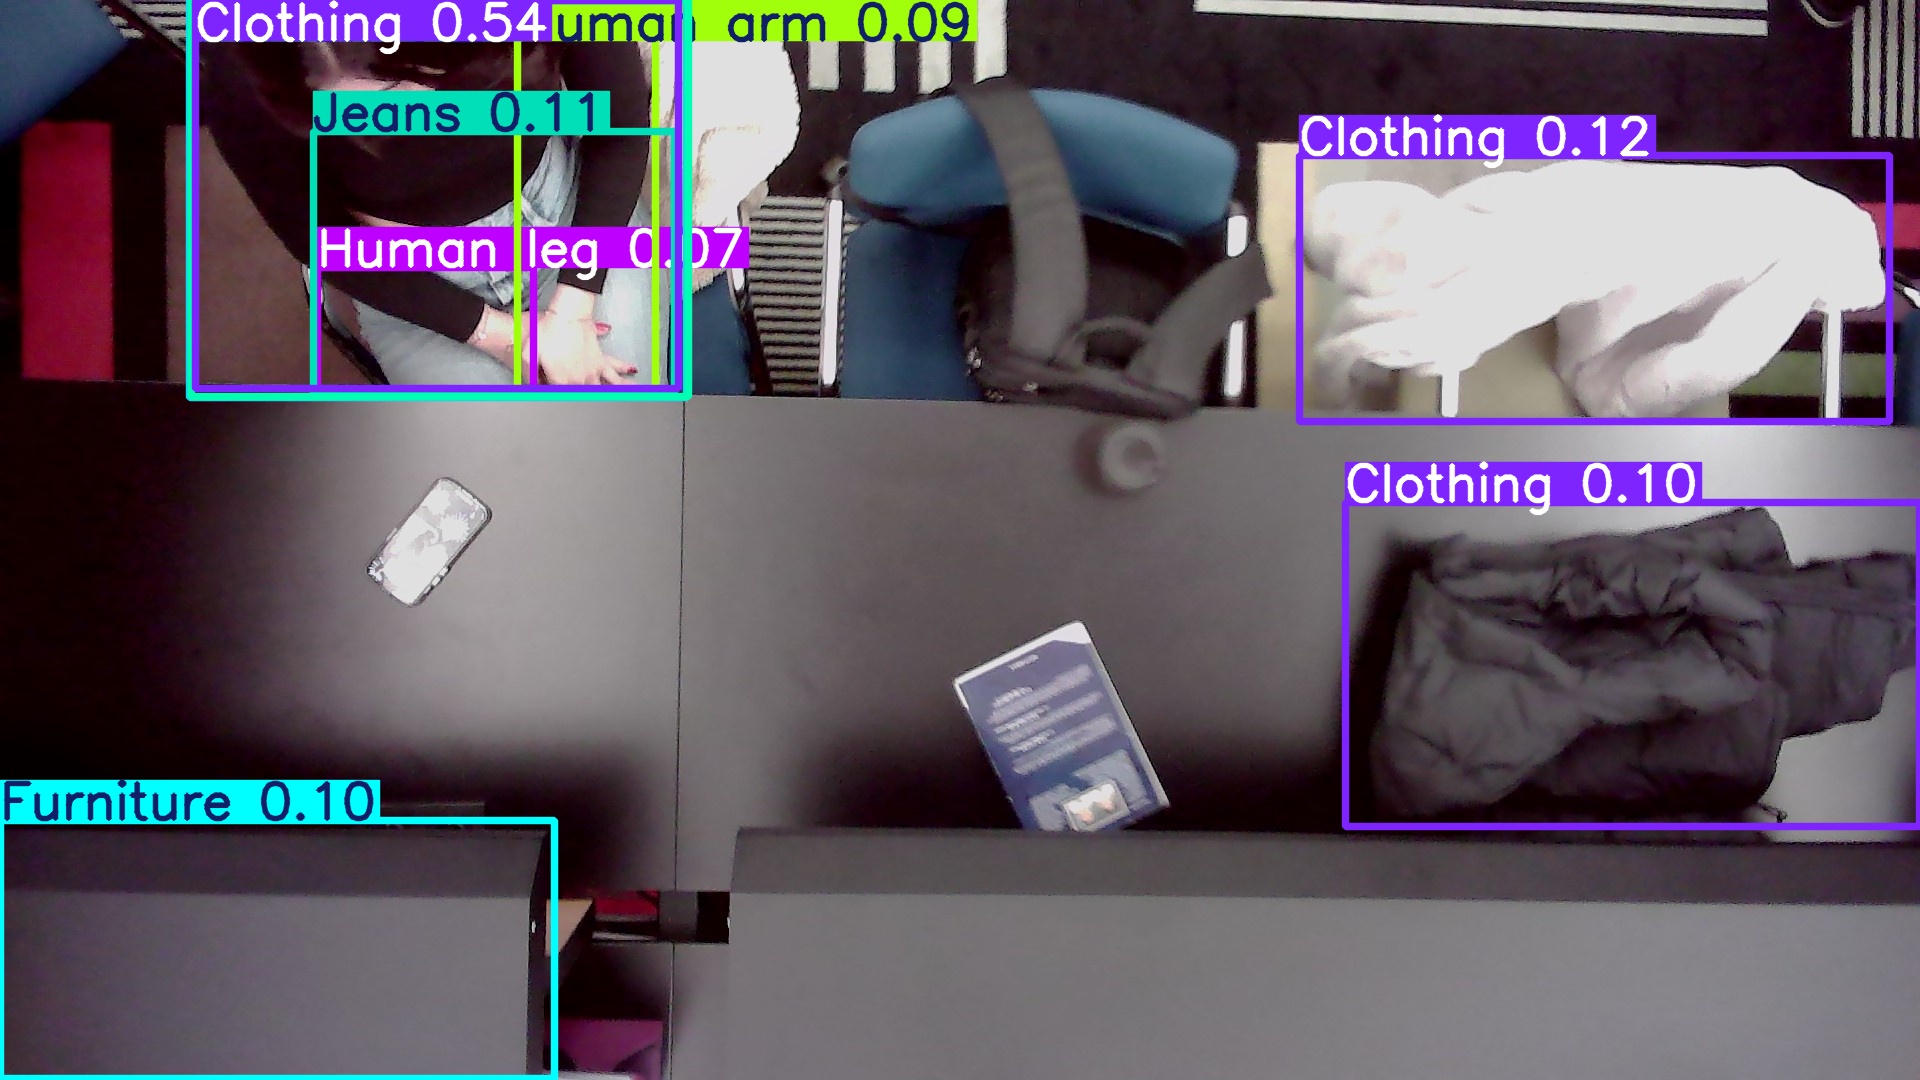 Clothing 0.54
uman arm 0.09
Jeans 0.11
Clothing 0.12
Human leg 0.07
Clothing 0.10
Furniture 0.10